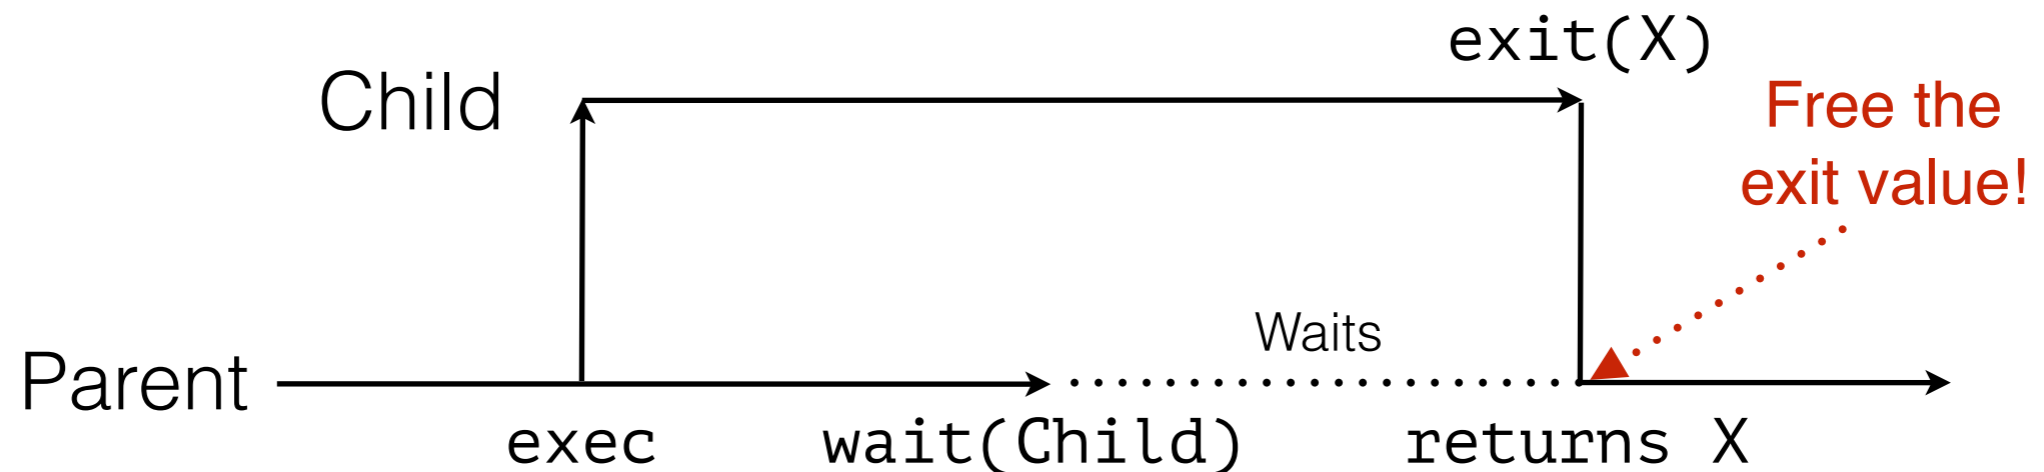 exit(X)
Child
Free the
exit value!
Waits
Parent
exec
wait(Child)
returns X